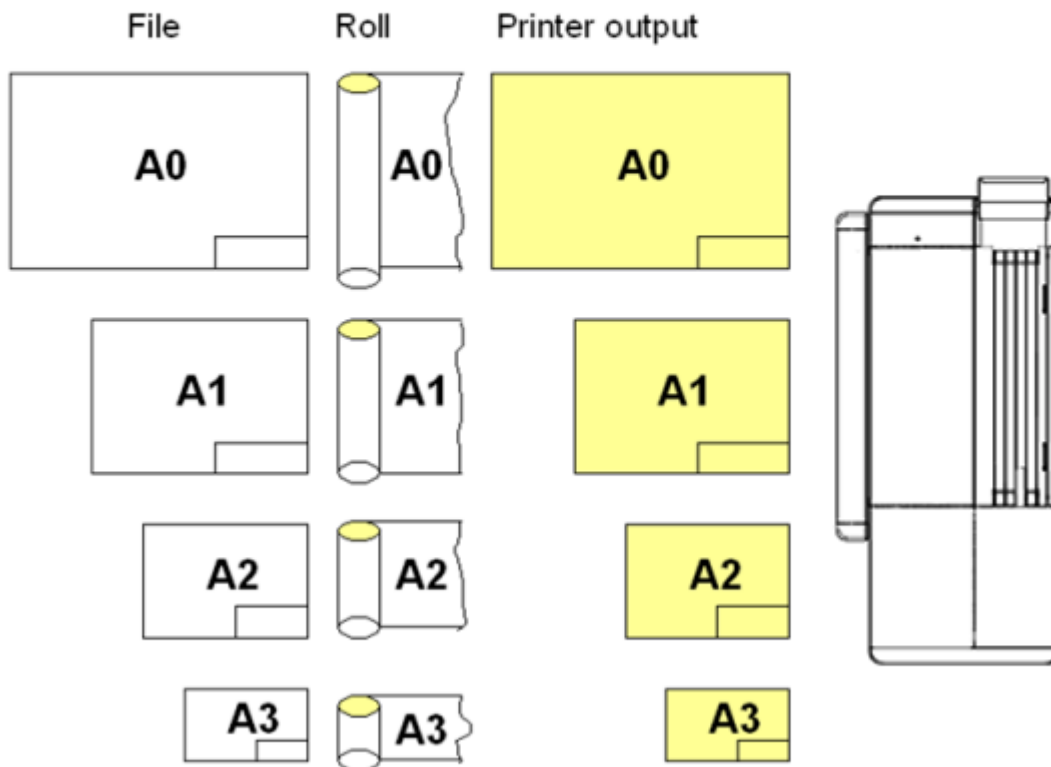 File Roll Printer output
A0 A0 A0
A1 A1 A1
A2 A2 A2
A3 A3 A3